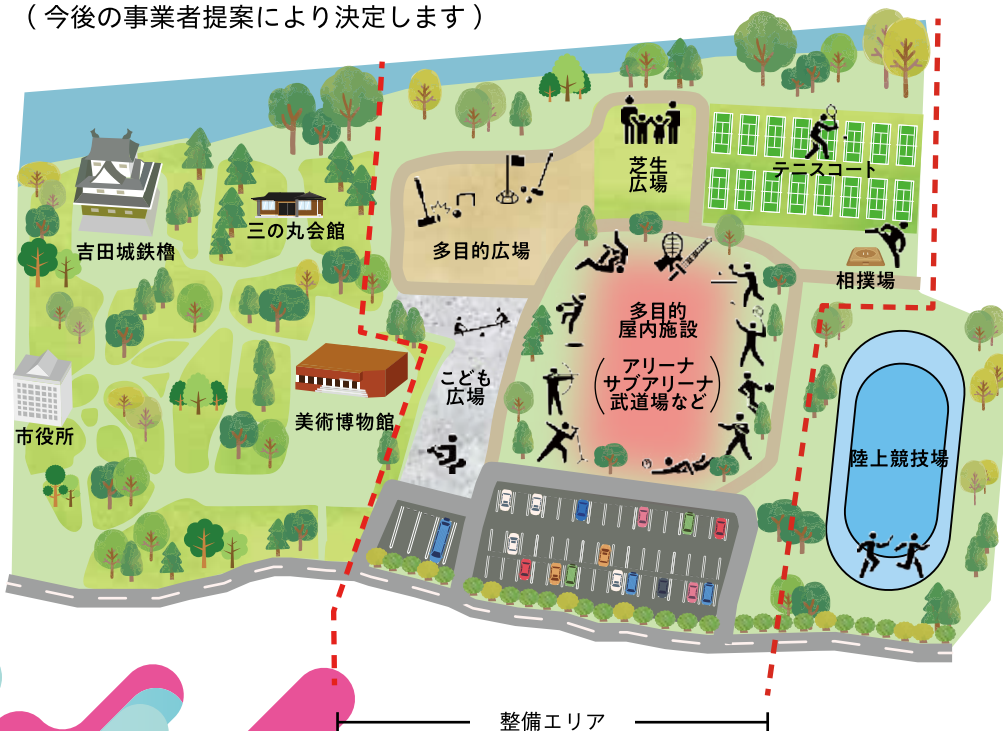 (今後の事業者提案により決定します)
芝生
広場
テニスコート
吉田城鉄櫓
三の丸会館
多目的広場
相撲場
多目的
屋内施設
(アリーナ
サブアリーナ
武道場など)
こども
広場
美術博物館
市役所
陸上競技場
整備エリア